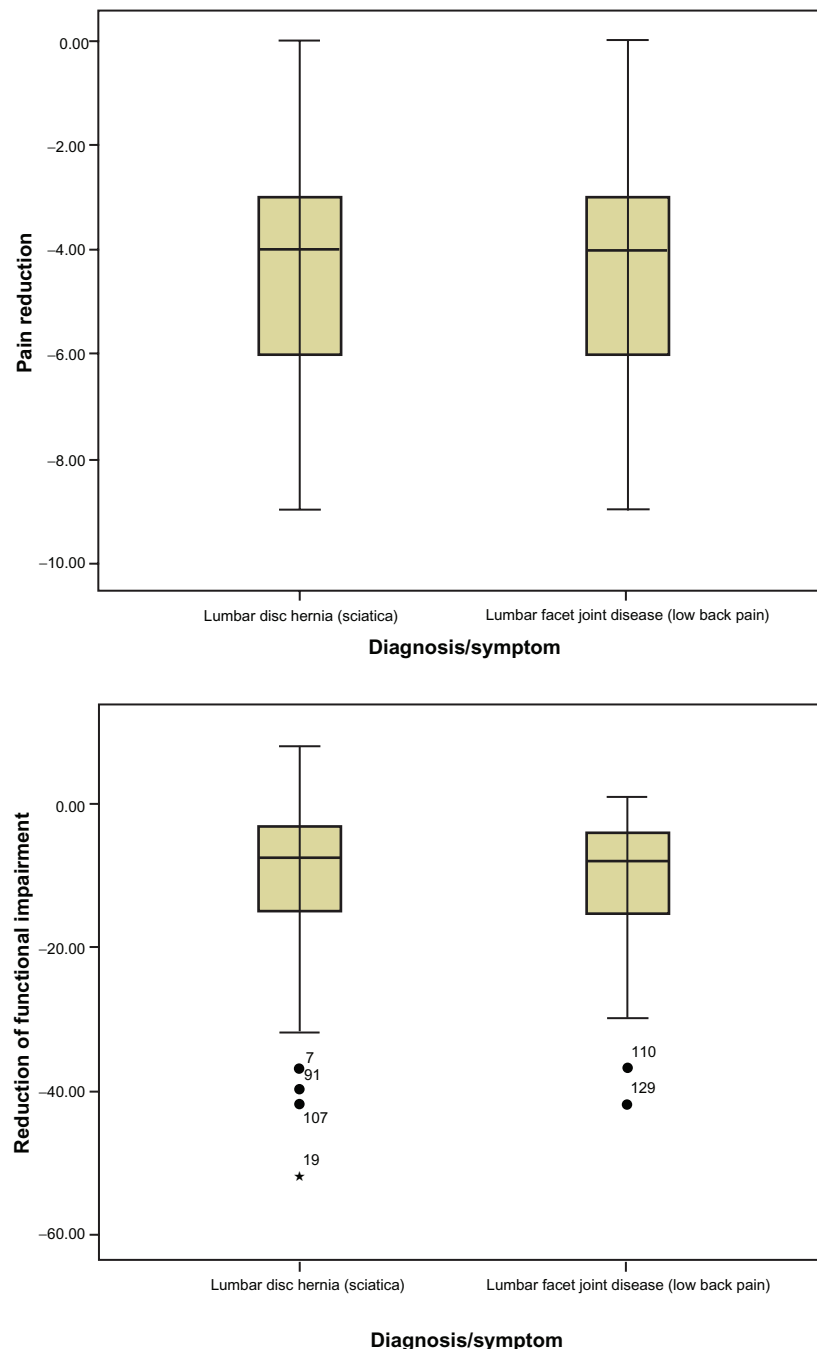 0.00
−2.00
−4.00
−6.00
−8.00
−10.00
Pain reduction
Lumbar disc hernia (sciatica)
Lumbar facet joint disease (low back pain)
Diagnosis/symptom
0.00
−20.00
−40.00
−60.00
Reduction of functional impairment
7
91
107
19
110
129
Lumbar disc hernia (sciatica)
Lumbar facet joint disease (low back pain)
Diagnosis/symptom